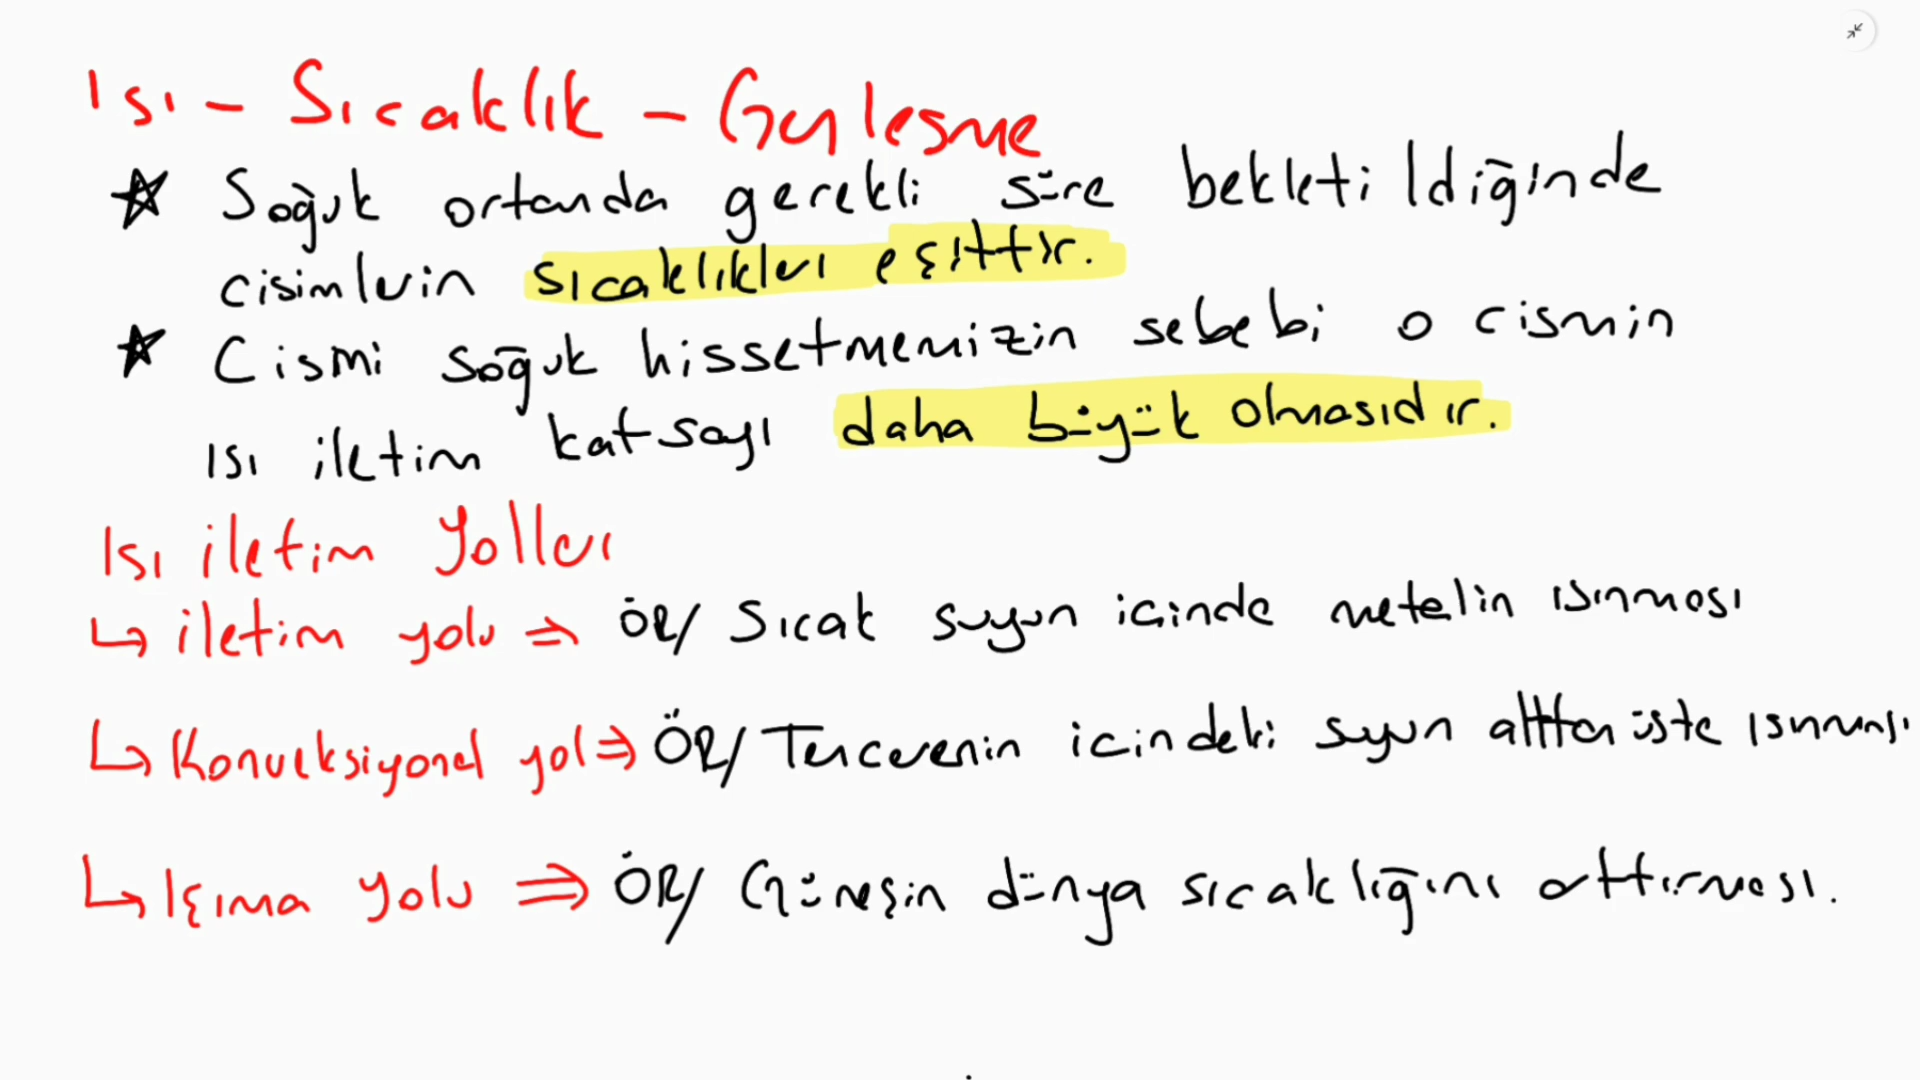 Isı - Sıcaklık - Genleşme
Soğuk ortamda gerekli süre bekletildiğinde
cisimlerin sıcaklıkları eşittir.
Cismi soğuk hissetmemizin sebebi o cismin
ısı iletim katsayı daha büyük olmasıdır.
Isı iletim Yolları
↳ iletim yolu ⇒ ÖR/ Sıcak suyun içinde metalin ısınması
↳ Konveksiyonel yol ⇒ ÖR/ Tencerenin icindeki suyun alttan üste ısınması
↳ Işıma yolu ⇒ ÖR/ Güneşin dünya sıcaklığını arttırması.